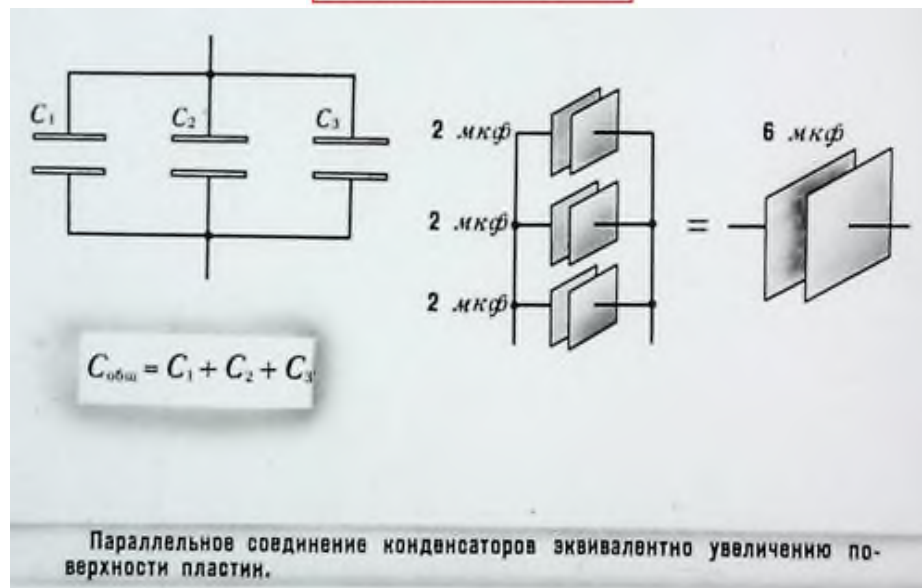 C₁ C₂ C₃
2 мкф
2 мкф
2 мкф
=
6 мкф
Cобщ = C₁ + C₂ + C₃
Параллельное соединение конденсаторов эквивалентно увеличению по-
верхности пластин.